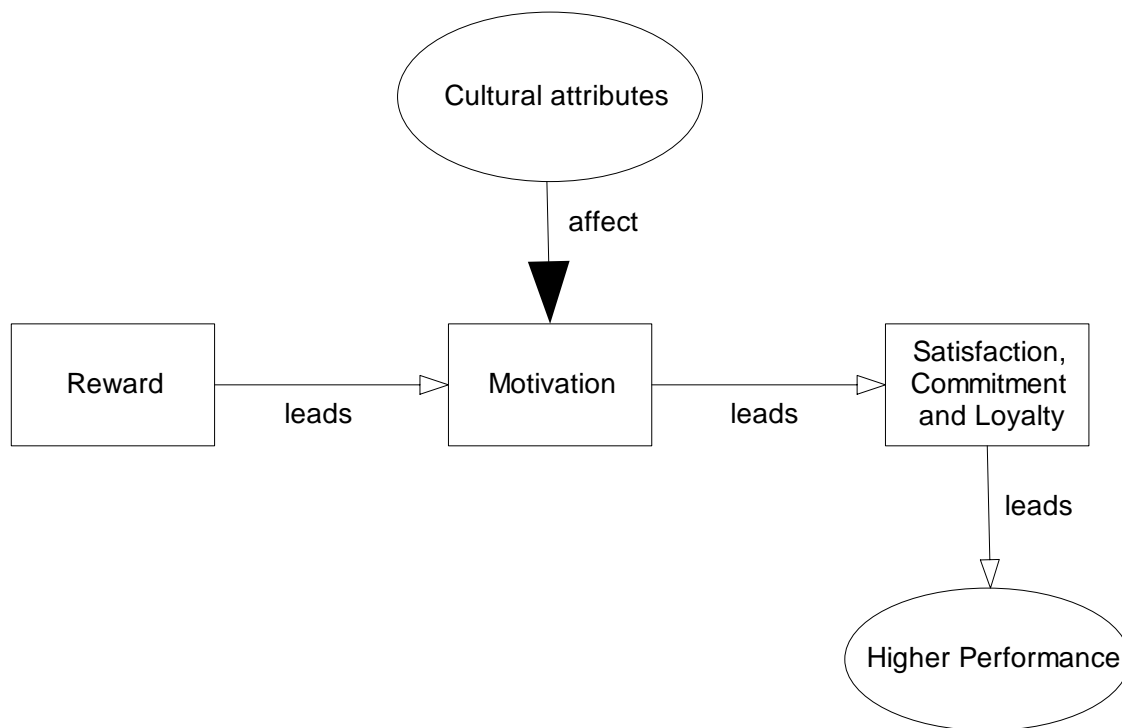 Cultural attributes
affect
Reward
leads
Motivation
leads
Satisfaction,
Commitment
and Loyalty
leads
Higher Performance